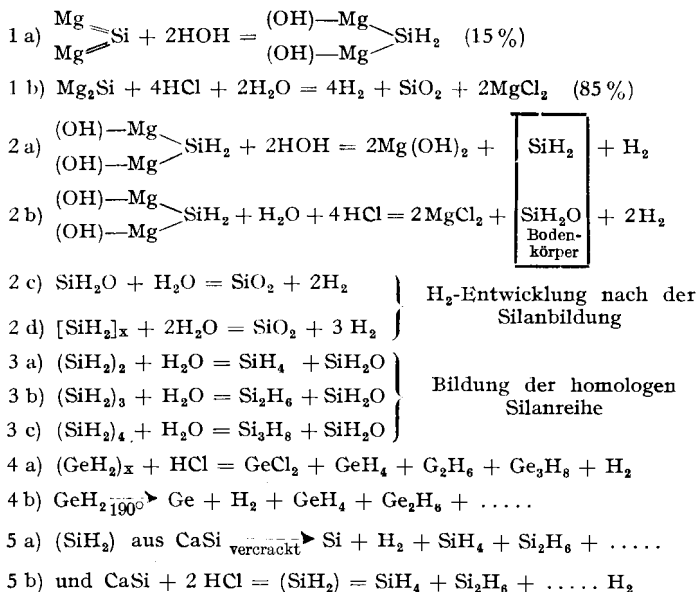 1 a) Mg Mg Si + 2HOH = (OH)—Mg (OH)—Mg SiH₂ (15%)
1 b) Mg₂Si + 4HCl + 2H₂O = 4H₂ + SiO₂ + 2MgCl₂ (85%)
2 a) (OH)—Mg (OH)—Mg SiH₂ + 2HOH = 2Mg(OH)₂ + SiH₂ + H₂
2 b) (OH)—Mg (OH)—Mg SiH₂ + H₂O + 4HCl = 2MgCl₂ + SiH₂O + 2H₂
Boden-
körper
2 c) SiH₂O + H₂O = SiO₂ + 2H₂
2 d) [SiH₂]x + 2H₂O = SiO₂ + 3 H₂
H₂-Entwicklung nach der
Silanbildung
3 a) (SiH₂)₂ + H₂O = SiH₄ + SiH₂O
3 b) (SiH₂)₃ + H₂O = Si₂H₆ + SiH₂O
3 c) (SiH₂)₄ + H₂O = Si₃H₈ + SiH₂O
Bildung der homologen
Silanreihe
4 a) (GeH₂)x + HCl = GeCl₂ + GeH₄ + G₂H₆ + Ge₃H₈ + H₂
4 b) GeH₂ 190° → Ge + H₂ + GeH₄ + Ge₂H₆ + .....
5 a) (SiH₂) aus CaSi vercrackt → Si + H₂ + SiH₄ + Si₂H₆ + .....
5 b) und CaSi + 2 HCl = (SiH₂) = SiH₄ + Si₂H₆ + ..... H₂